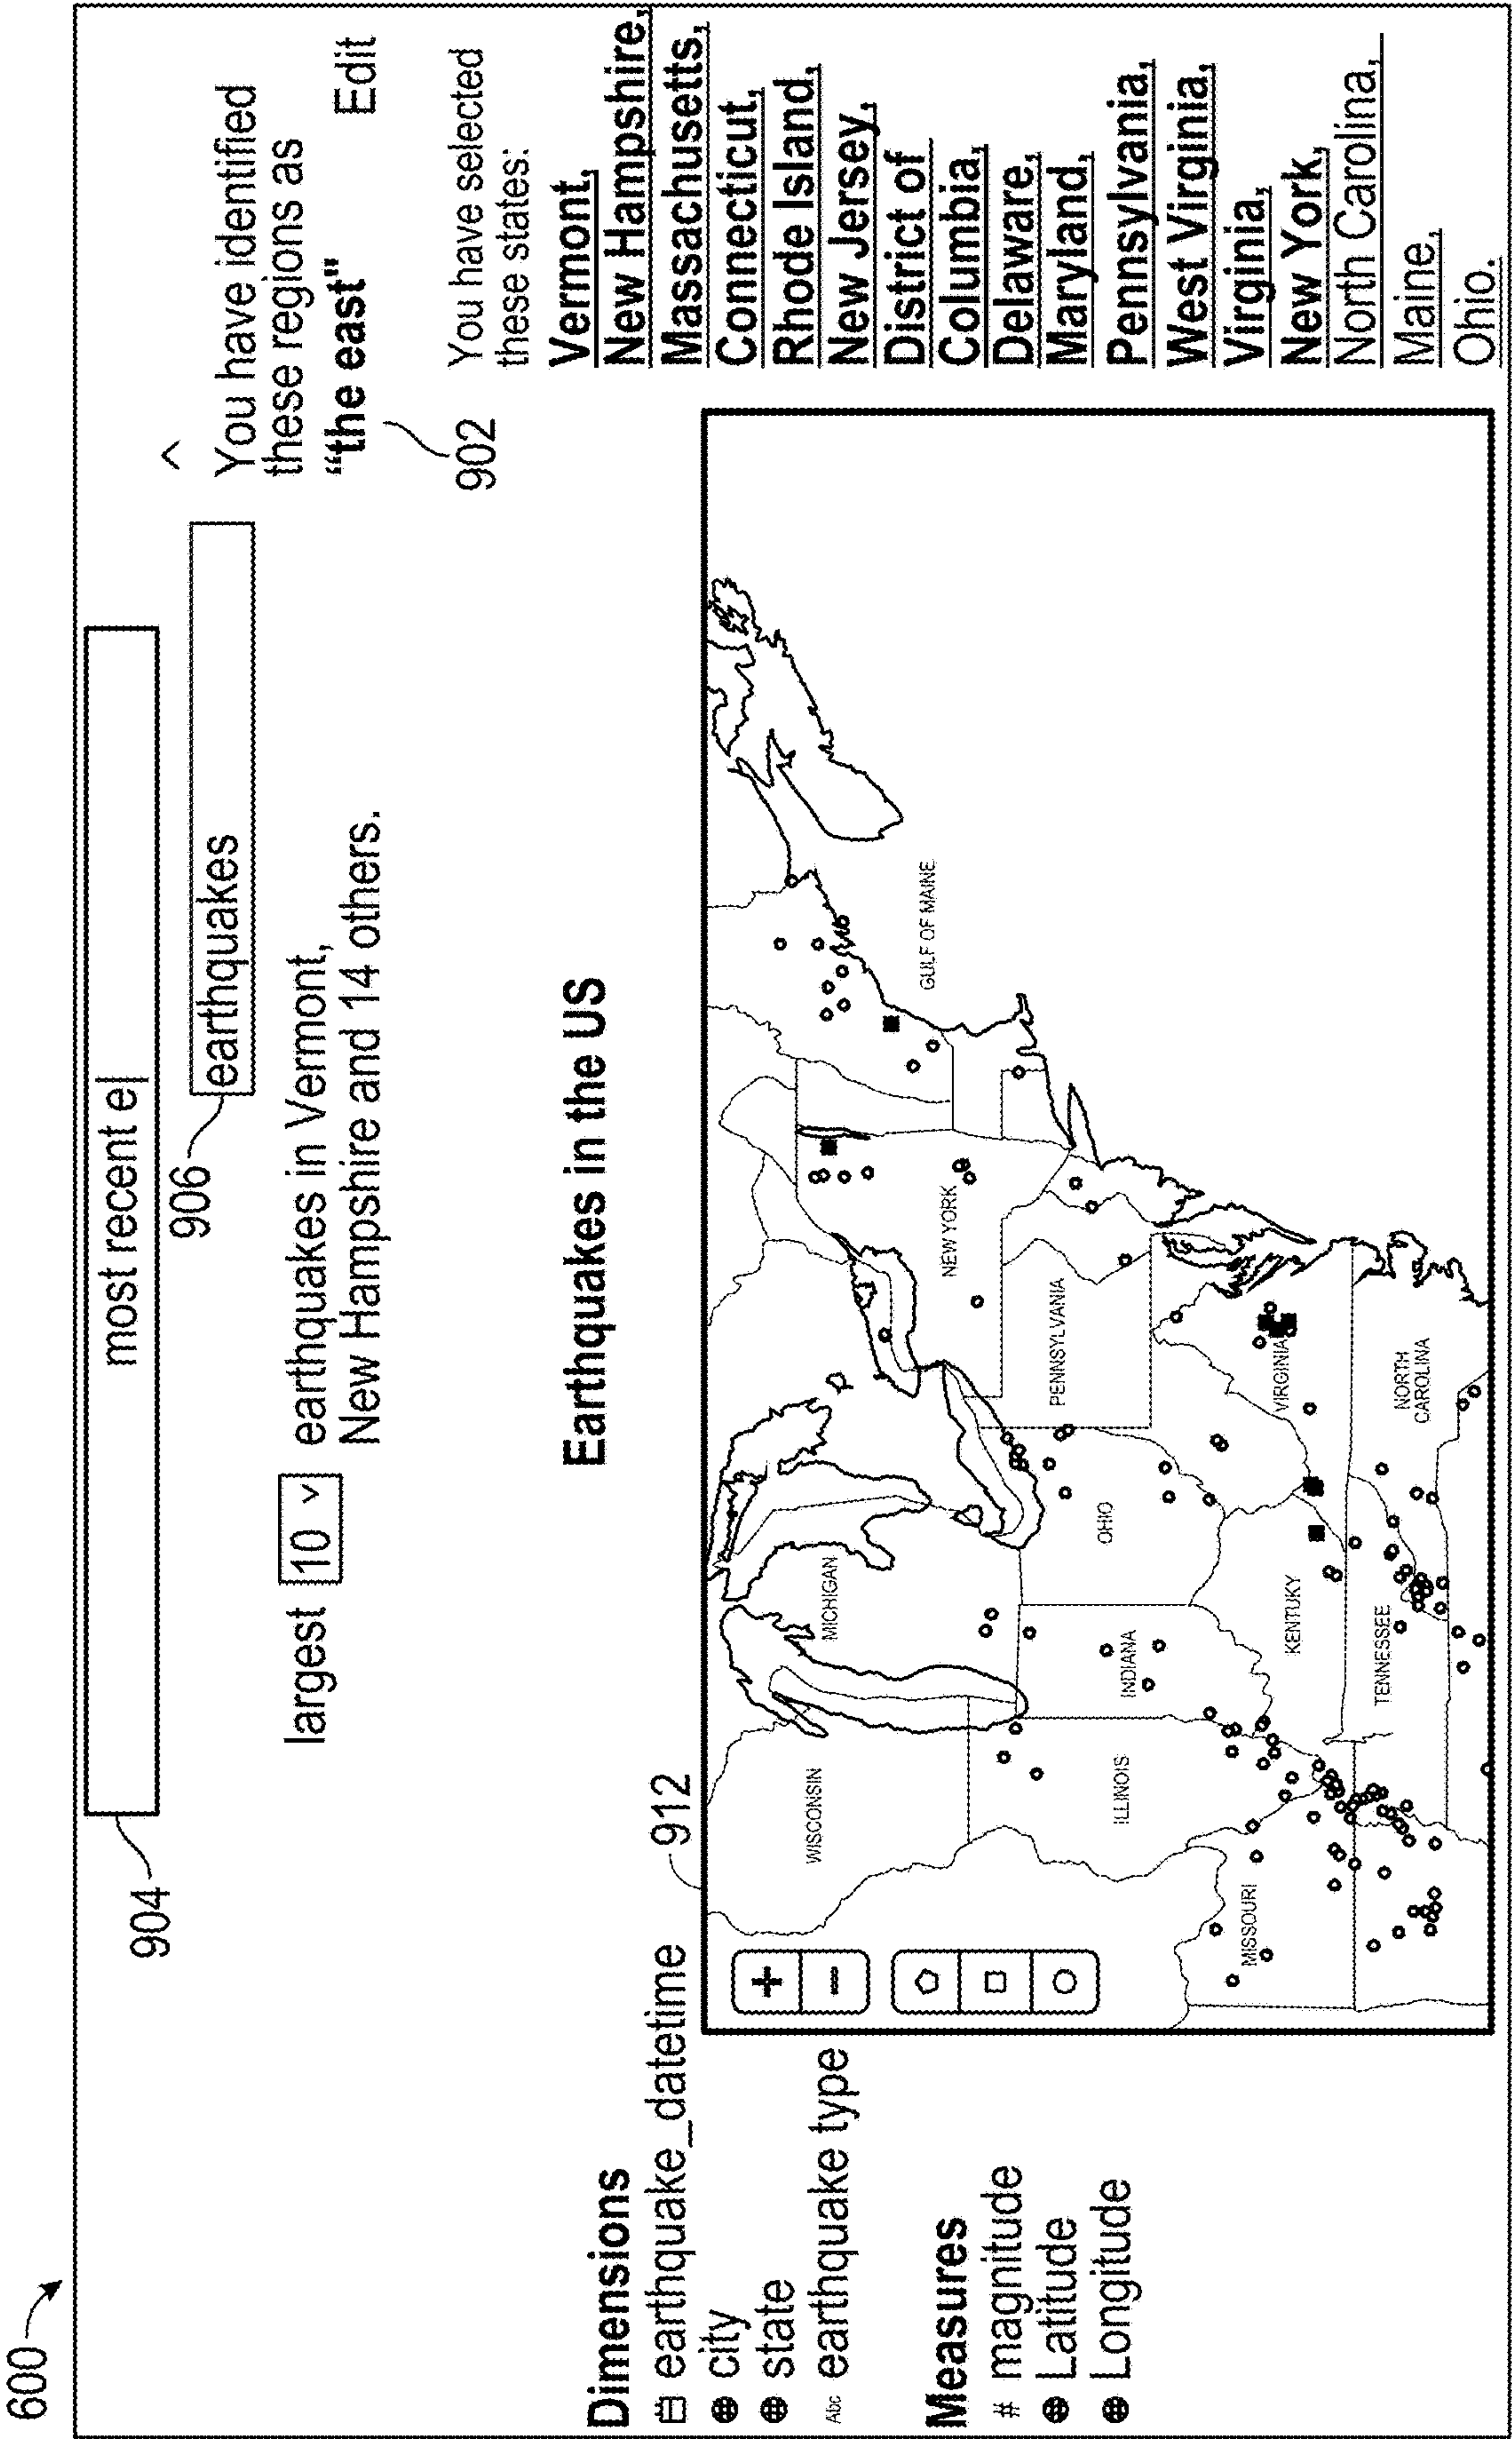 600
904
most recent e
906
earthquakes
^
You have identified
these regions as
“the east"
Edit
902
largest 10 v earthquakes in Vermont,
New Hampshire and 14 others.
You have selected
these states:
Vermont,
New Hampshire,
Massachusetts,
Connecticut,
Rhode Island,
New Jersey,
District of
Columbia,
Delaware,
Maryland,
Pennsylvania,
West Virginia,
Virginia,
New York,
North Carolina,
Maine,
Ohio.
Earthquakes in the US
Dimensions
earthquake_datetime
city
state
Abc earthquake type
Measures
# magnitude
Latitude
Longitude
912
+
−
WISCONSIN
MICHIGAN
GULF OF MAINE
NEW YORK
PENNSYLVANIA
ILLINOIS
INDIANA
OHIO
MISSOURI
KENTUKY
VIRGINIA
TENNESSEE
NORTH
CAROLINA